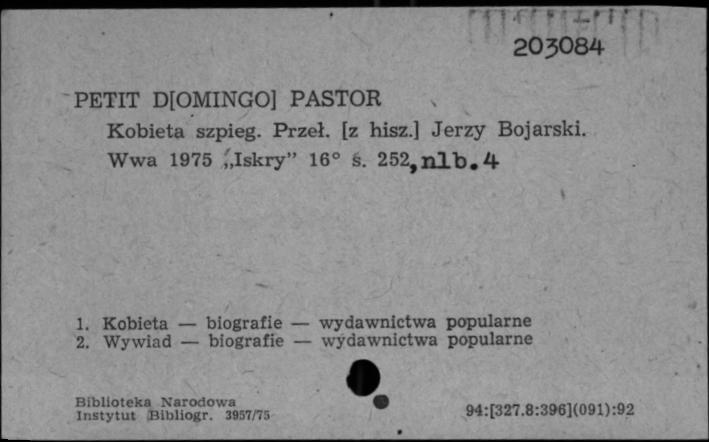 203084
PETIT D[OMINGO] PASTOR
Kobieta szpieg. Przeł. [z hisz.] Jerzy Bojarski.
Wwa 1975 „Iskry” 16° s. 252, nlb. 4
1. Kobieta — biografie — wydawnictwa popularne
2. Wywiad — biografie — wydawnictwa popularne
Biblioteka Narodowa
Instytut Bibliogr. 3957/75
94:[327.8:396](091):92